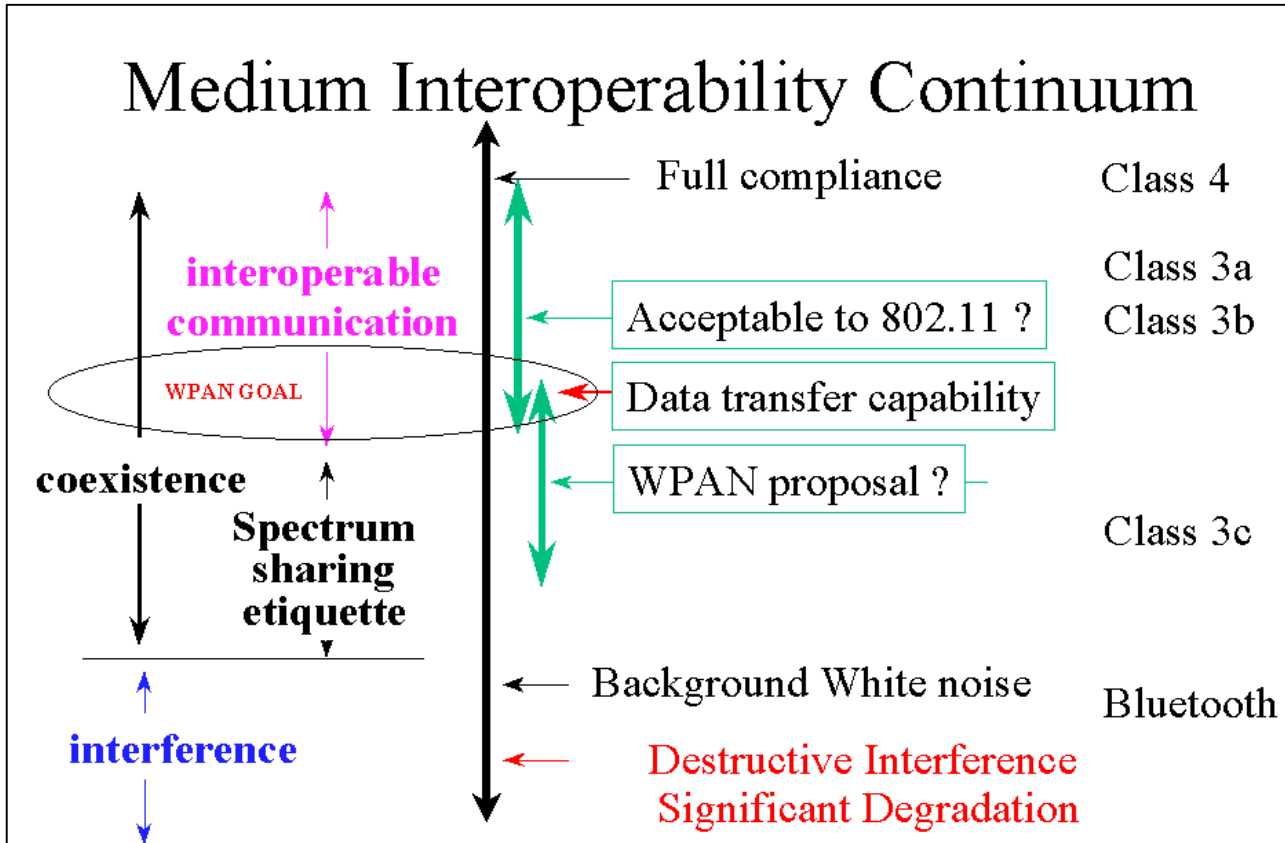 Medium Interoperability Continuum
Full compliance
Class 4
interoperable
communication
Class 3a
Acceptable to 802.11 ?
Class 3b
WPAN GOAL
Data transfer capability
coexistence
WPAN proposal ?
Spectrum
sharing
etiquette
Class 3c
Background White noise
Bluetooth
interference
Destructive Interference
Significant Degradation